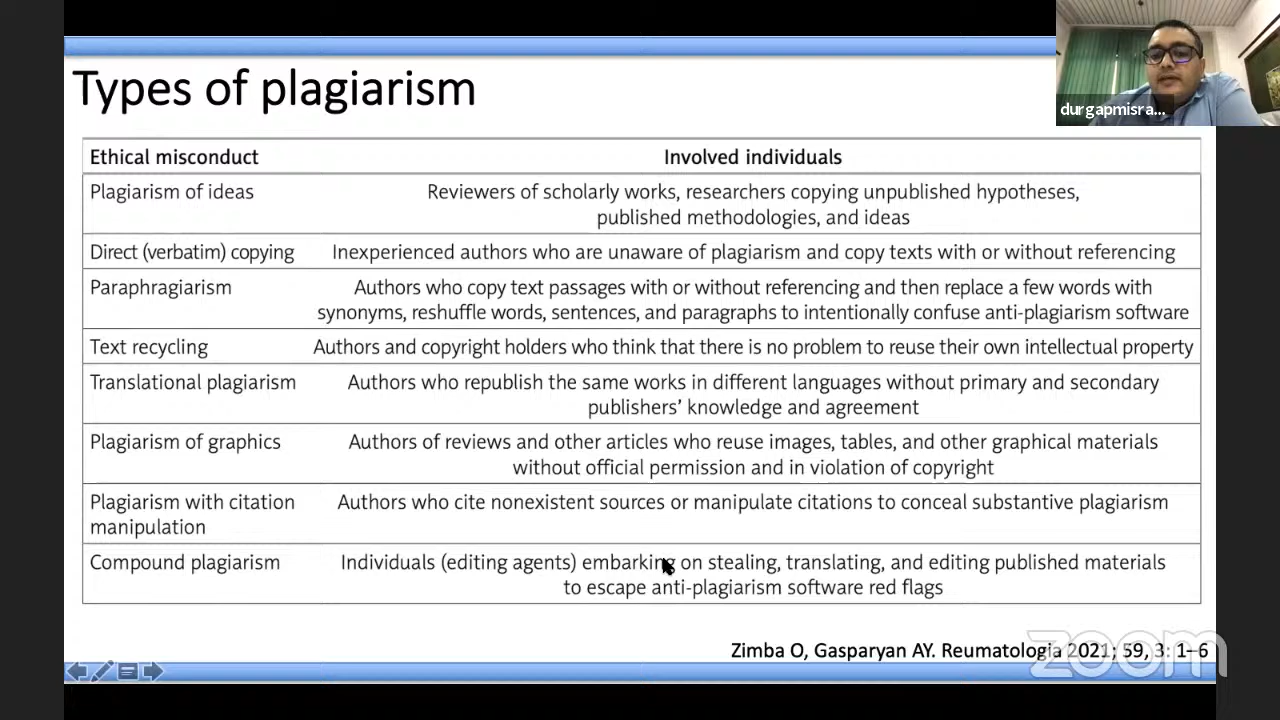 Types of plagiarism
durgapmisra...
Ethical misconduct Involved individuals
Plagiarism of ideas Reviewers of scholarly works, researchers copying unpublished hypotheses,
published methodologies, and ideas
Direct (verbatim) copying Inexperienced authors who are unaware of plagiarism and copy texts with or without referencing
Paraphragiarism Authors who copy text passages with or without referencing and then replace a few words with
synonyms, reshuffle words, sentences, and paragraphs to intentionally confuse anti-plagiarism software
Text recycling Authors and copyright holders who think that there is no problem to reuse their own intellectual property
Translational plagiarism Authors who republish the same works in different languages without primary and secondary
publishers' knowledge and agreement
Plagiarism of graphics Authors of reviews and other articles who reuse images, tables, and other graphical materials
without official permission and in violation of copyright
Plagiarism with citation Authors who cite nonexistent sources or manipulate citations to conceal substantive plagiarism
manipulation
Compound plagiarism Individuals (editing agents) embarking on stealing, translating, and editing published materials
to escape anti-plagiarism software red flags
Zimba O, Gasparyan AY. Reumatologia 2021; 59, 3: 1–6
zoom